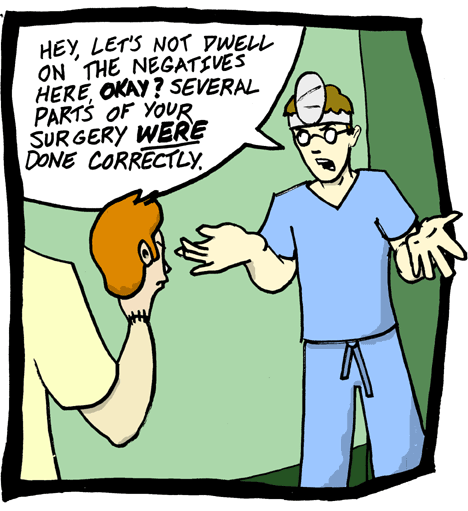 HEY, LET'S NOT DWELL
ON THE NEGATIVES
HERE, OKAY? SEVERAL
PARTS OF YOUR
SURGERY WERE
DONE CORRECTLY.